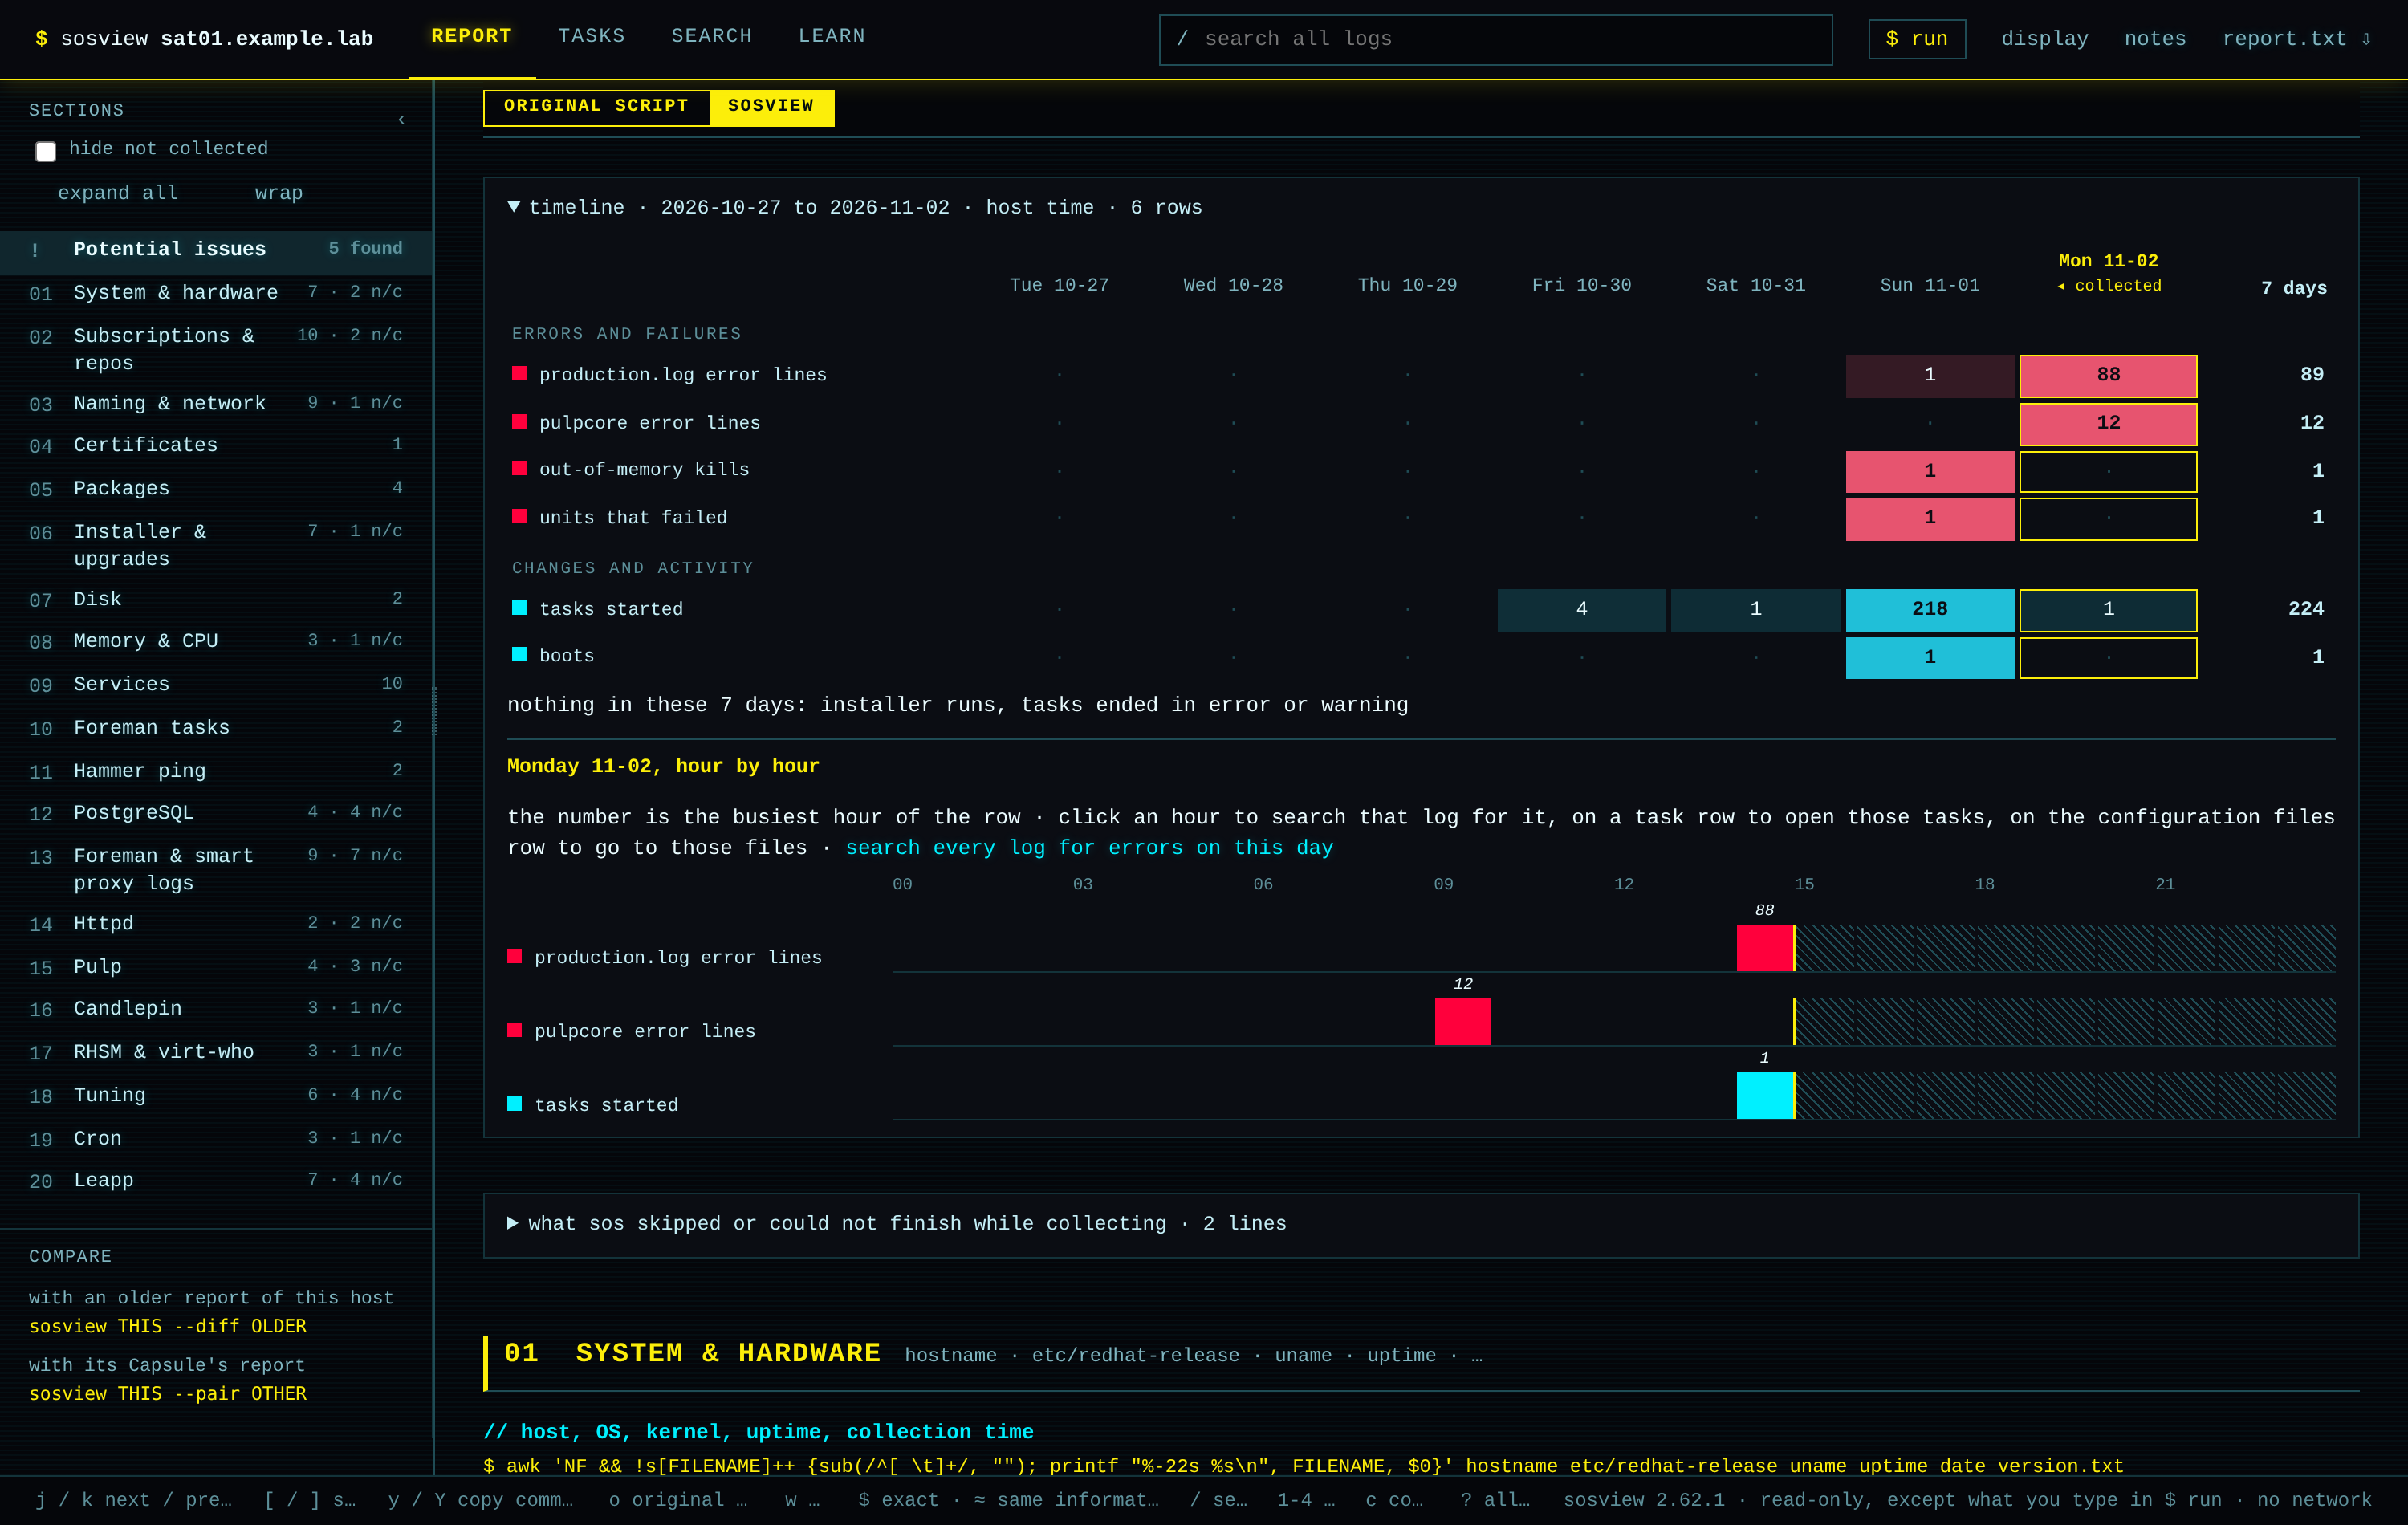 $ sosview sat01.example.lab
REPORT
TASKS
SEARCH
LEARN
/ search all logs
$ run
display
notes
report.txt ⇩
SECTIONS
‹
hide not collected
expand all
wrap
! Potential issues 5 found
01 System & hardware 7 · 2 n/c
02 Subscriptions & 10 · 2 n/c
repos
03 Naming & network 9 · 1 n/c
04 Certificates 1
05 Packages 4
06 Installer & 7 · 1 n/c
upgrades
07 Disk 2
08 Memory & CPU 3 · 1 n/c
09 Services 10
10 Foreman tasks 2
11 Hammer ping 2
12 PostgreSQL 4 · 4 n/c
13 Foreman & smart 9 · 7 n/c
proxy logs
14 Httpd 2 · 2 n/c
15 Pulp 4 · 3 n/c
16 Candlepin 3 · 1 n/c
17 RHSM & virt-who 3 · 1 n/c
18 Tuning 6 · 4 n/c
19 Cron 3 · 1 n/c
20 Leapp 7 · 4 n/c
COMPARE
with an older report of this host
sosview THIS --diff OLDER
with its Capsule's report
sosview THIS --pair OTHER
ORIGINAL SCRIPT SOSVIEW
▼ timeline · 2026-10-27 to 2026-11-02 · host time · 6 rows
Tue 10-27 Wed 10-28 Thu 10-29 Fri 10-30 Sat 10-31 Sun 11-01 Mon 11-02 ◂ collected 7 days
ERRORS AND FAILURES
production.log error lines · · · · · 1 88 89
pulpcore error lines · · · · · · 12 12
out-of-memory kills · · · · · 1 · 1
units that failed · · · · · 1 · 1
CHANGES AND ACTIVITY
tasks started · · · 4 1 218 1 224
boots · · · · · 1 · 1
nothing in these 7 days: installer runs, tasks ended in error or warning
Monday 11-02, hour by hour
the number is the busiest hour of the row · click an hour to search that log for it, on a task row to open those tasks, on the configuration files
row to go to those files · search every log for errors on this day
00 03 06 09 12 15 18 21
88
production.log error lines
12
pulpcore error lines
1
tasks started
▶ what sos skipped or could not finish while collecting · 2 lines
01 SYSTEM & HARDWARE hostname · etc/redhat-release · uname · uptime · …
// host, OS, kernel, uptime, collection time
$ awk 'NF && !s[FILENAME]++ {sub(/^[ \t]+/, ""); printf "%-22s %s\n", FILENAME, $0}' hostname etc/redhat-release uname uptime date version.txt
j / k next / pre… [ / ] s… y / Y copy comm… o original … w … $ exact · ≈ same informat… / se… 1-4 … c co… ? all… sosview 2.62.1 · read-only, except what you type in $ run · no network